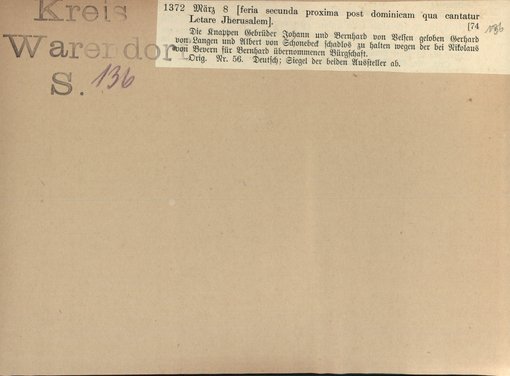 Kreis
Warendorf
S. 136
1372 März 8 [feria secunda proxima post dominicam qua cantatur
Letare Jherusalem].
[74
136
Die Knappen Gebrüder Johann und Bernhard von Velsen geloben Gerhard
von Langen und Albert von Schonebeck schadlos zu halten wegen der bei Nikolaus
von Bevern für Bernhard übernommenen Bürgschaft.
Orig. Nr. 56. Deutsch; Siegel der beiden Aussteller ab.